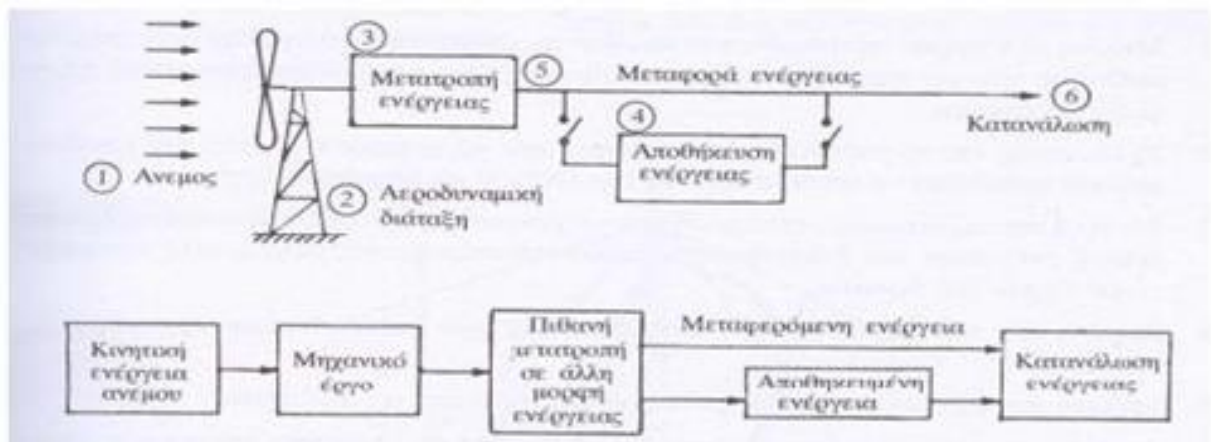 ③
Μετατροπή
ενέργειας
⑤
Μεταφορά ενέργειας
⑥
Κατανάλωση
④
Αποθήκευση
ενέργειας
① Ανεμος
② Αεροδυναμική
διάταξη
Κινητική
ενέργεια
ανέμου
Μηχανικό
έργο
Πιθανή
μετατροπή
σε άλλη
μορφή
ενέργειας
Μεταφερόμενη ενέργεια
Αποθηκευμένη
ενέργεια
Κατανάλωση
ενέργειας